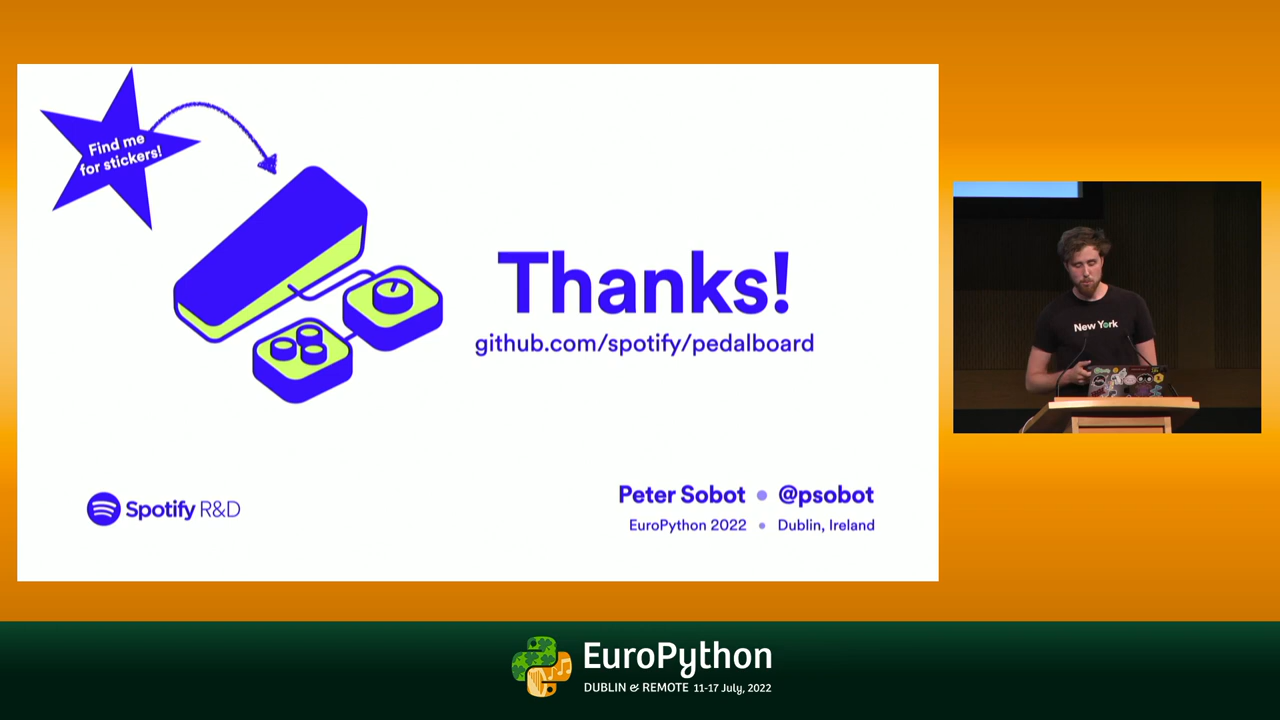 Find me
for stickers!
Thanks!
github.com/spotify/pedalboard
Spotify R&D
Peter Sobot • @psobot
EuroPython 2022 • Dublin, Ireland
New York
EuroPython
DUBLIN & REMOTE 11-17 July, 2022